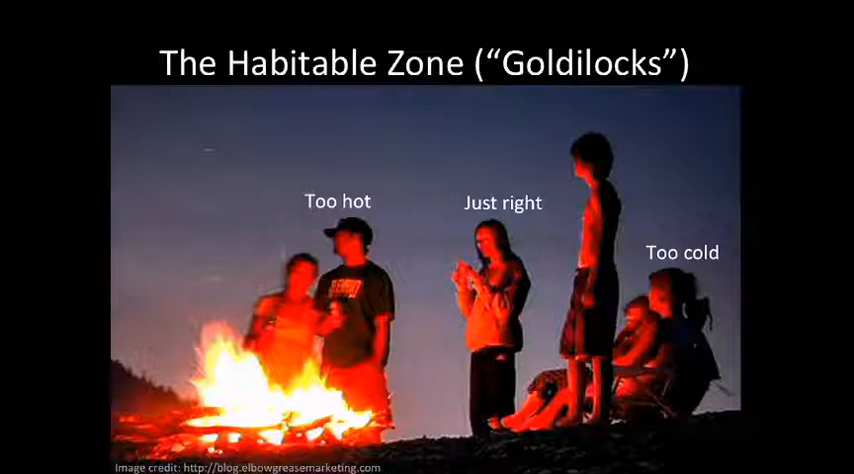 The Habitable Zone (“Goldilocks”)
Too hot
Just right
Too cold
Image credit: http://blog.elbowgreasemarketing.com